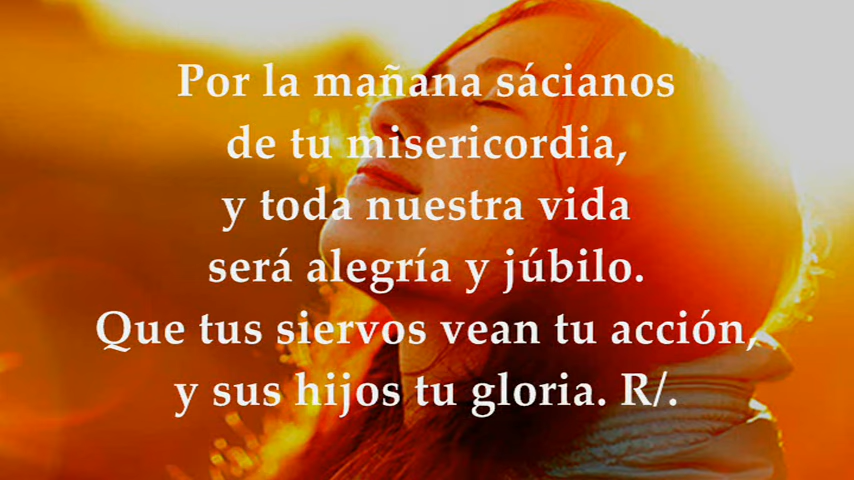 Por la mañana sácianos
de tu misericordia,
y toda nuestra vida
será alegría y júbilo.
Que tus siervos vean tu acción,
y sus hijos tu gloria. R/.